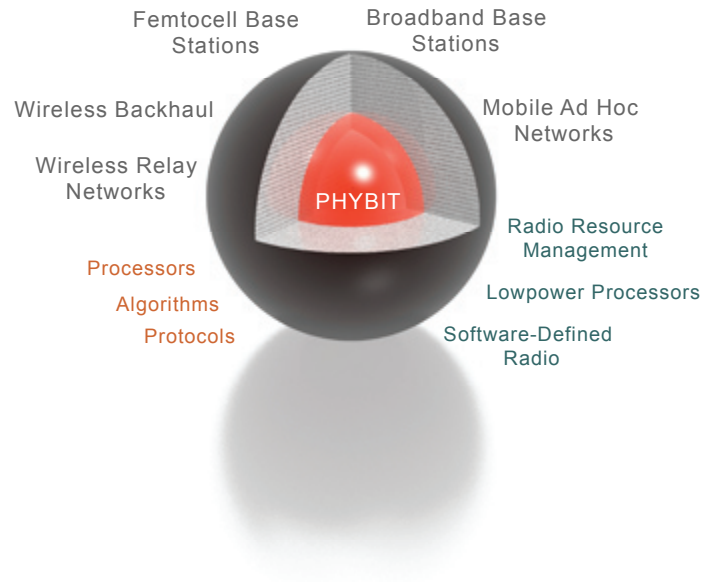 Femtocell Base
Stations
Broadband Base
Stations
Wireless Backhaul
Mobile Ad Hoc
Networks
Wireless Relay
Networks
PHYBIT
Radio Resource
Management
Processors
Lowpower Processors
Algorithms
Protocols
Software-Defined
Radio